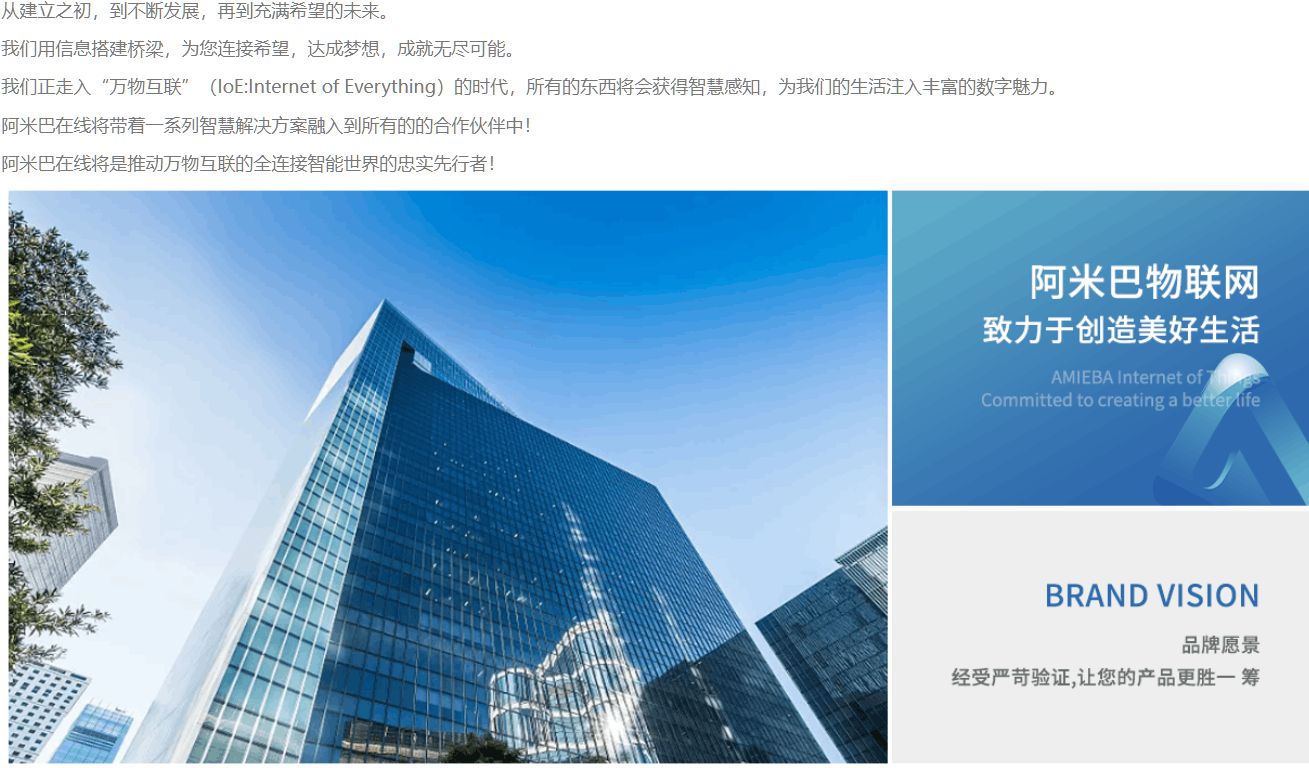 从建立之初，到不断发展，再到充满希望的未来。
我们用信息搭建桥梁，为您连接希望，达成梦想，成就无尽可能。
我们正走入“万物互联”（IoE:Internet of Everything）的时代，所有的东西将会获得智慧感知，为我们的生活注入丰富的数字魅力。
阿米巴在线将带着一系列智慧解决方案融入到所有的的合作伙伴中！
阿米巴在线将是推动万物互联的全连接智能世界的忠实先行者！
阿米巴物联网
致力于创造美好生活
AMIEBA Internet of Things
Committed to creating a better life
BRAND VISION
品牌愿景
经受严苛验证,让您的产品更胜一 筹